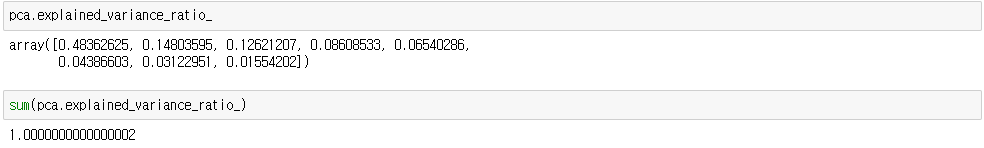 pca.explained_variance_ratio_
array([0.48362625, 0.14803595, 0.12621207, 0.08608533, 0.06540286,
0.04386603, 0.03122951, 0.01554202])
sum(pca.explained_variance_ratio_)
1.0000000000000002